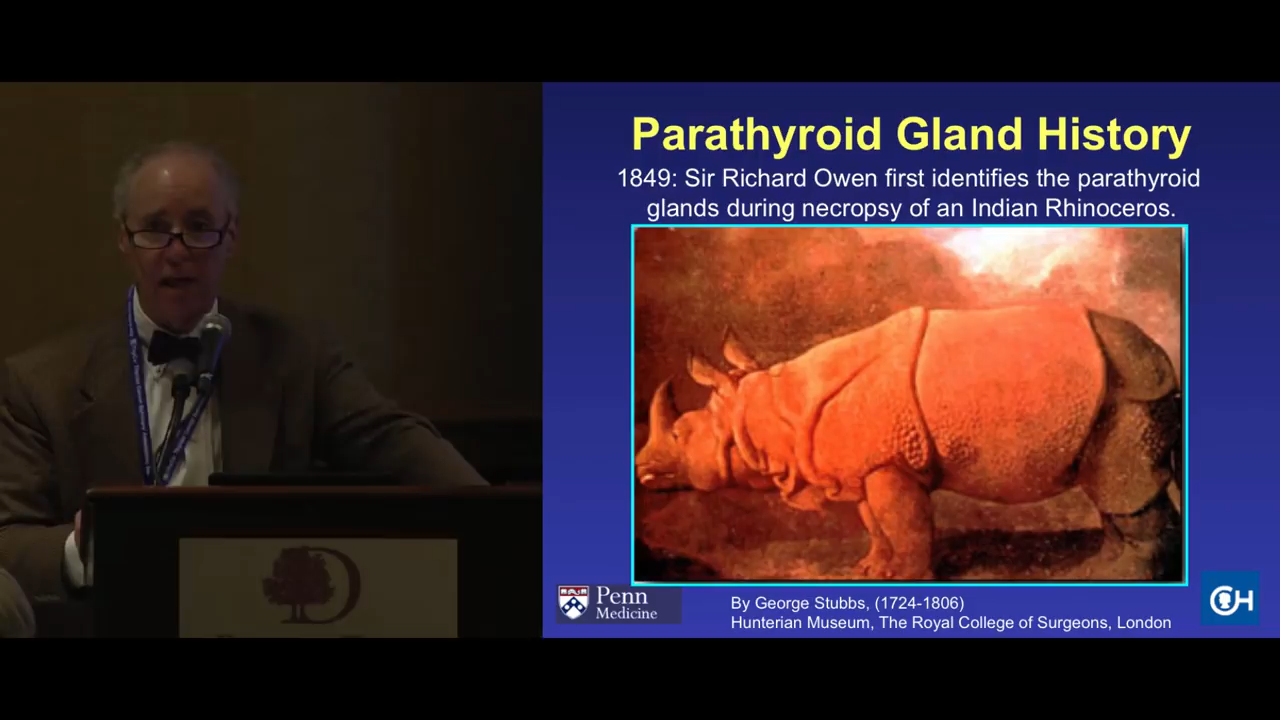 Parathyroid Gland History
1849: Sir Richard Owen first identifies the parathyroid
glands during necropsy of an Indian Rhinoceros.
Penn
Medicine
By George Stubbs, (1724-1806)
Hunterian Museum, The Royal College of Surgeons, London
CH
D